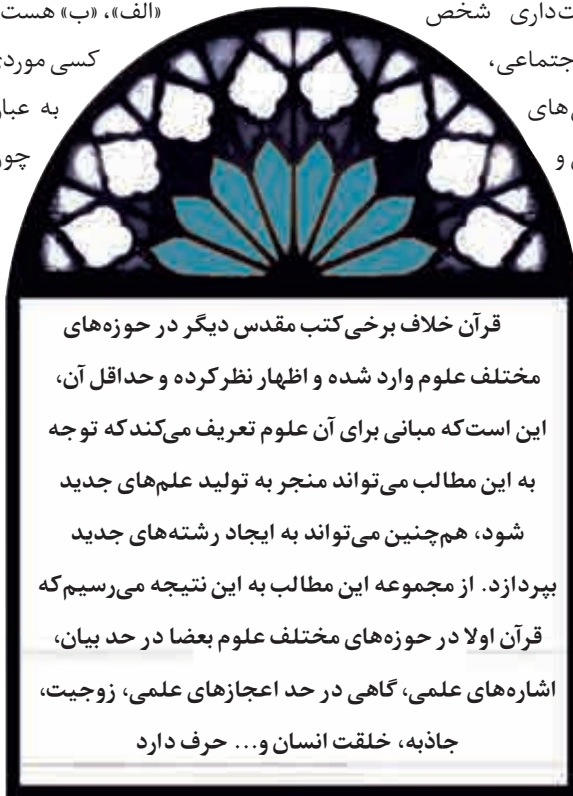 «الف»، «ب» هست
ت‌داری شخص
کسی مورد
جتماعی،
به عبا
‌های
چو
و
قرآن خلاف برخی کتب مقدس دیگر در حوزه‌های
مختلف علوم وارد شده و اظهار نظر کرده و حداقل آن،
این است‌که مبانی برای آن علوم تعریف می‌کند که توجه
به این مطالب می‌تواند منجر به تولید علم‌های جدید
شود، هم‌چنین می‌تواند به ایجاد رشته‌های جدید
بپردازد. از مجموعه این مطالب به این نتیجه می‌رسیم که
قرآن اولا در حوزه‌های مختلف علوم بعضا در حد بیان،
اشاره‌های علمی، گاهی در حد اعجازهای علمی، زوجیت،
جاذبه، خلقت انسان و... حرف دارد